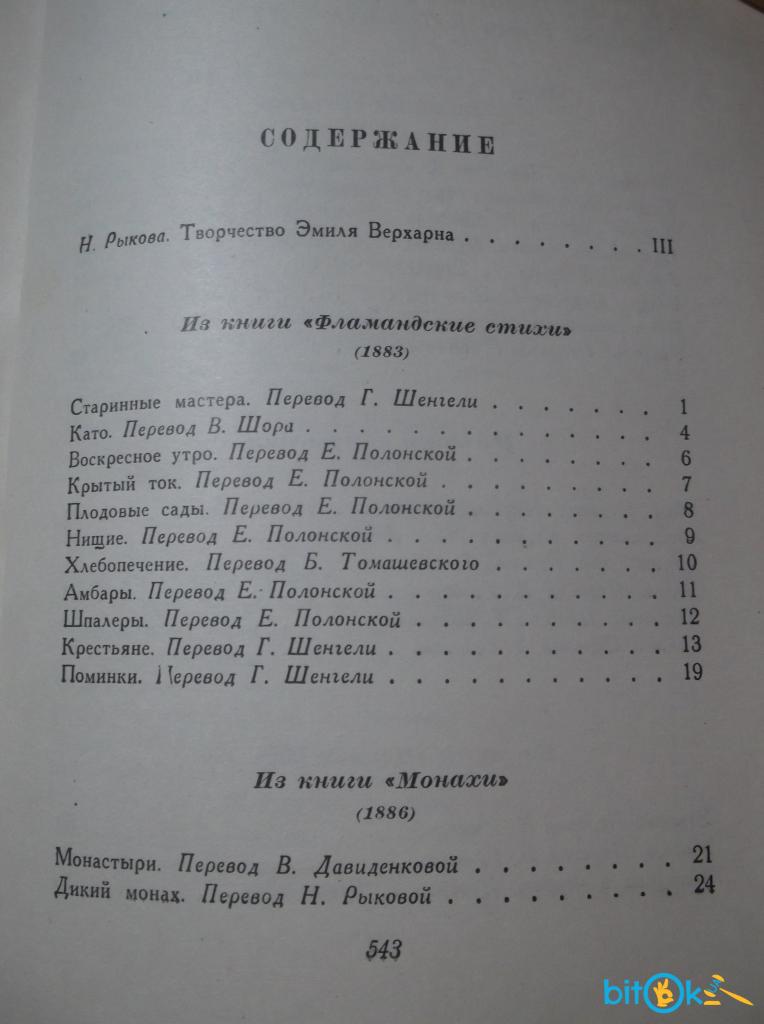 СОДЕРЖАНИЕ
Н. Рыкова. Творчество Эмиля Верхарна . . . . . . . III
Из книги «Фламандские стихи»
(1883)
Старинные мастера. Перевод Г. Шенгели . . . . . . . 1
Като. Перевод В. Шора . . . . . . . . . . . . . 4
Воскресное утро. Перевод Е. Полонской . . . . . . . 6
Крытый ток. Перевод Е. Полонской . . . . . . . . 7
Плодовые сады. Перевод Е. Полонской . . . . . . . 8
Нищие. Перевод Е. Полонской . . . . . . . . . . 9
Хлебопечение. Перевод Б. Томашевского . . . . . . 10
Амбары. Перевод Е. Полонской . . . . . . . . . . 11
Шпалеры. Перевод Е. Полонской . . . . . . . . . 12
Крестьяне. Перевод Г. Шенгели . . . . . . . . . . 13
Поминки. Перевод Г. Шенгели . . . . . . . . . . 19
Из книги «Монахи»
(1886)
Монастыри. Перевод В. Давиденковой . . . . . . . 21
Дикий монах. Перевод Н. Рыковой . . . . . . . . 24
543
bitok UA